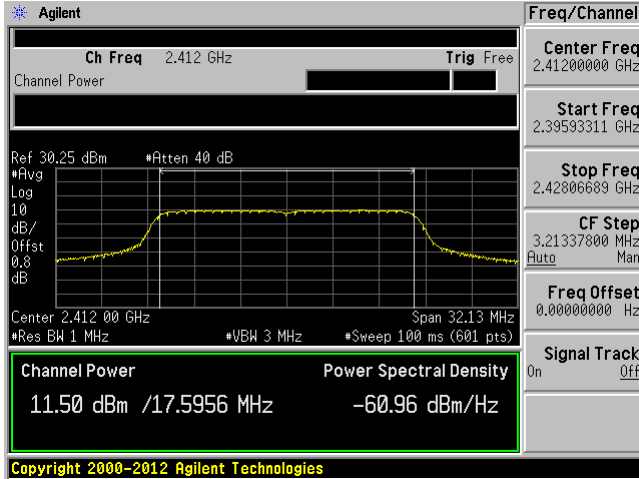 Agilent
Freq/Channel
Ch Freq 2.412 GHz Trig Free
Channel Power
Center Freq
2.41200000 GHz
Start Freq
2.39593311 GHz
Stop Freq
2.42806689 GHz
CF Step
3.21337800 MHz
Auto Man
Freq Offset
0.00000000 Hz
Signal Track
On Off
Ref 30.25 dBm #Atten 40 dB
#Avg
Log
10
dB/
Offst
0.8
dB
Center 2.412 00 GHz Span 32.13 MHz
#Res BW 1 MHz #VBW 3 MHz #Sweep 100 ms (601 pts)
Channel Power Power Spectral Density
11.50 dBm /17.5956 MHz -60.96 dBm/Hz
Copyright 2000-2012 Agilent Technologies